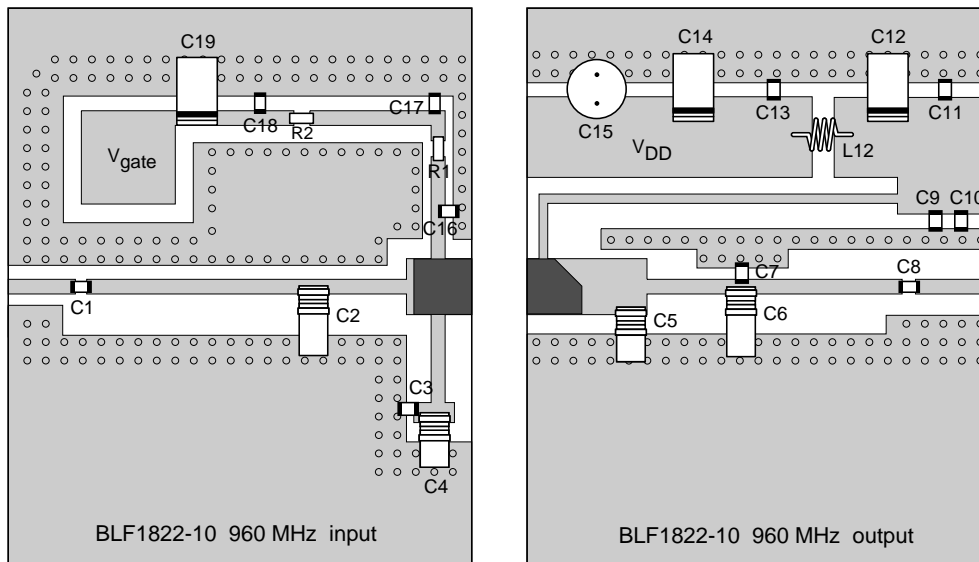 C19
C18
R2
C17
Vgate
R1
C16
C1
C2
C3
C4
BLF1822-10 960 MHz input
C14
C12
C15
C13
C11
VDD
L12
C9
C10
C7
C8
C5
C6
BLF1822-10 960 MHz output